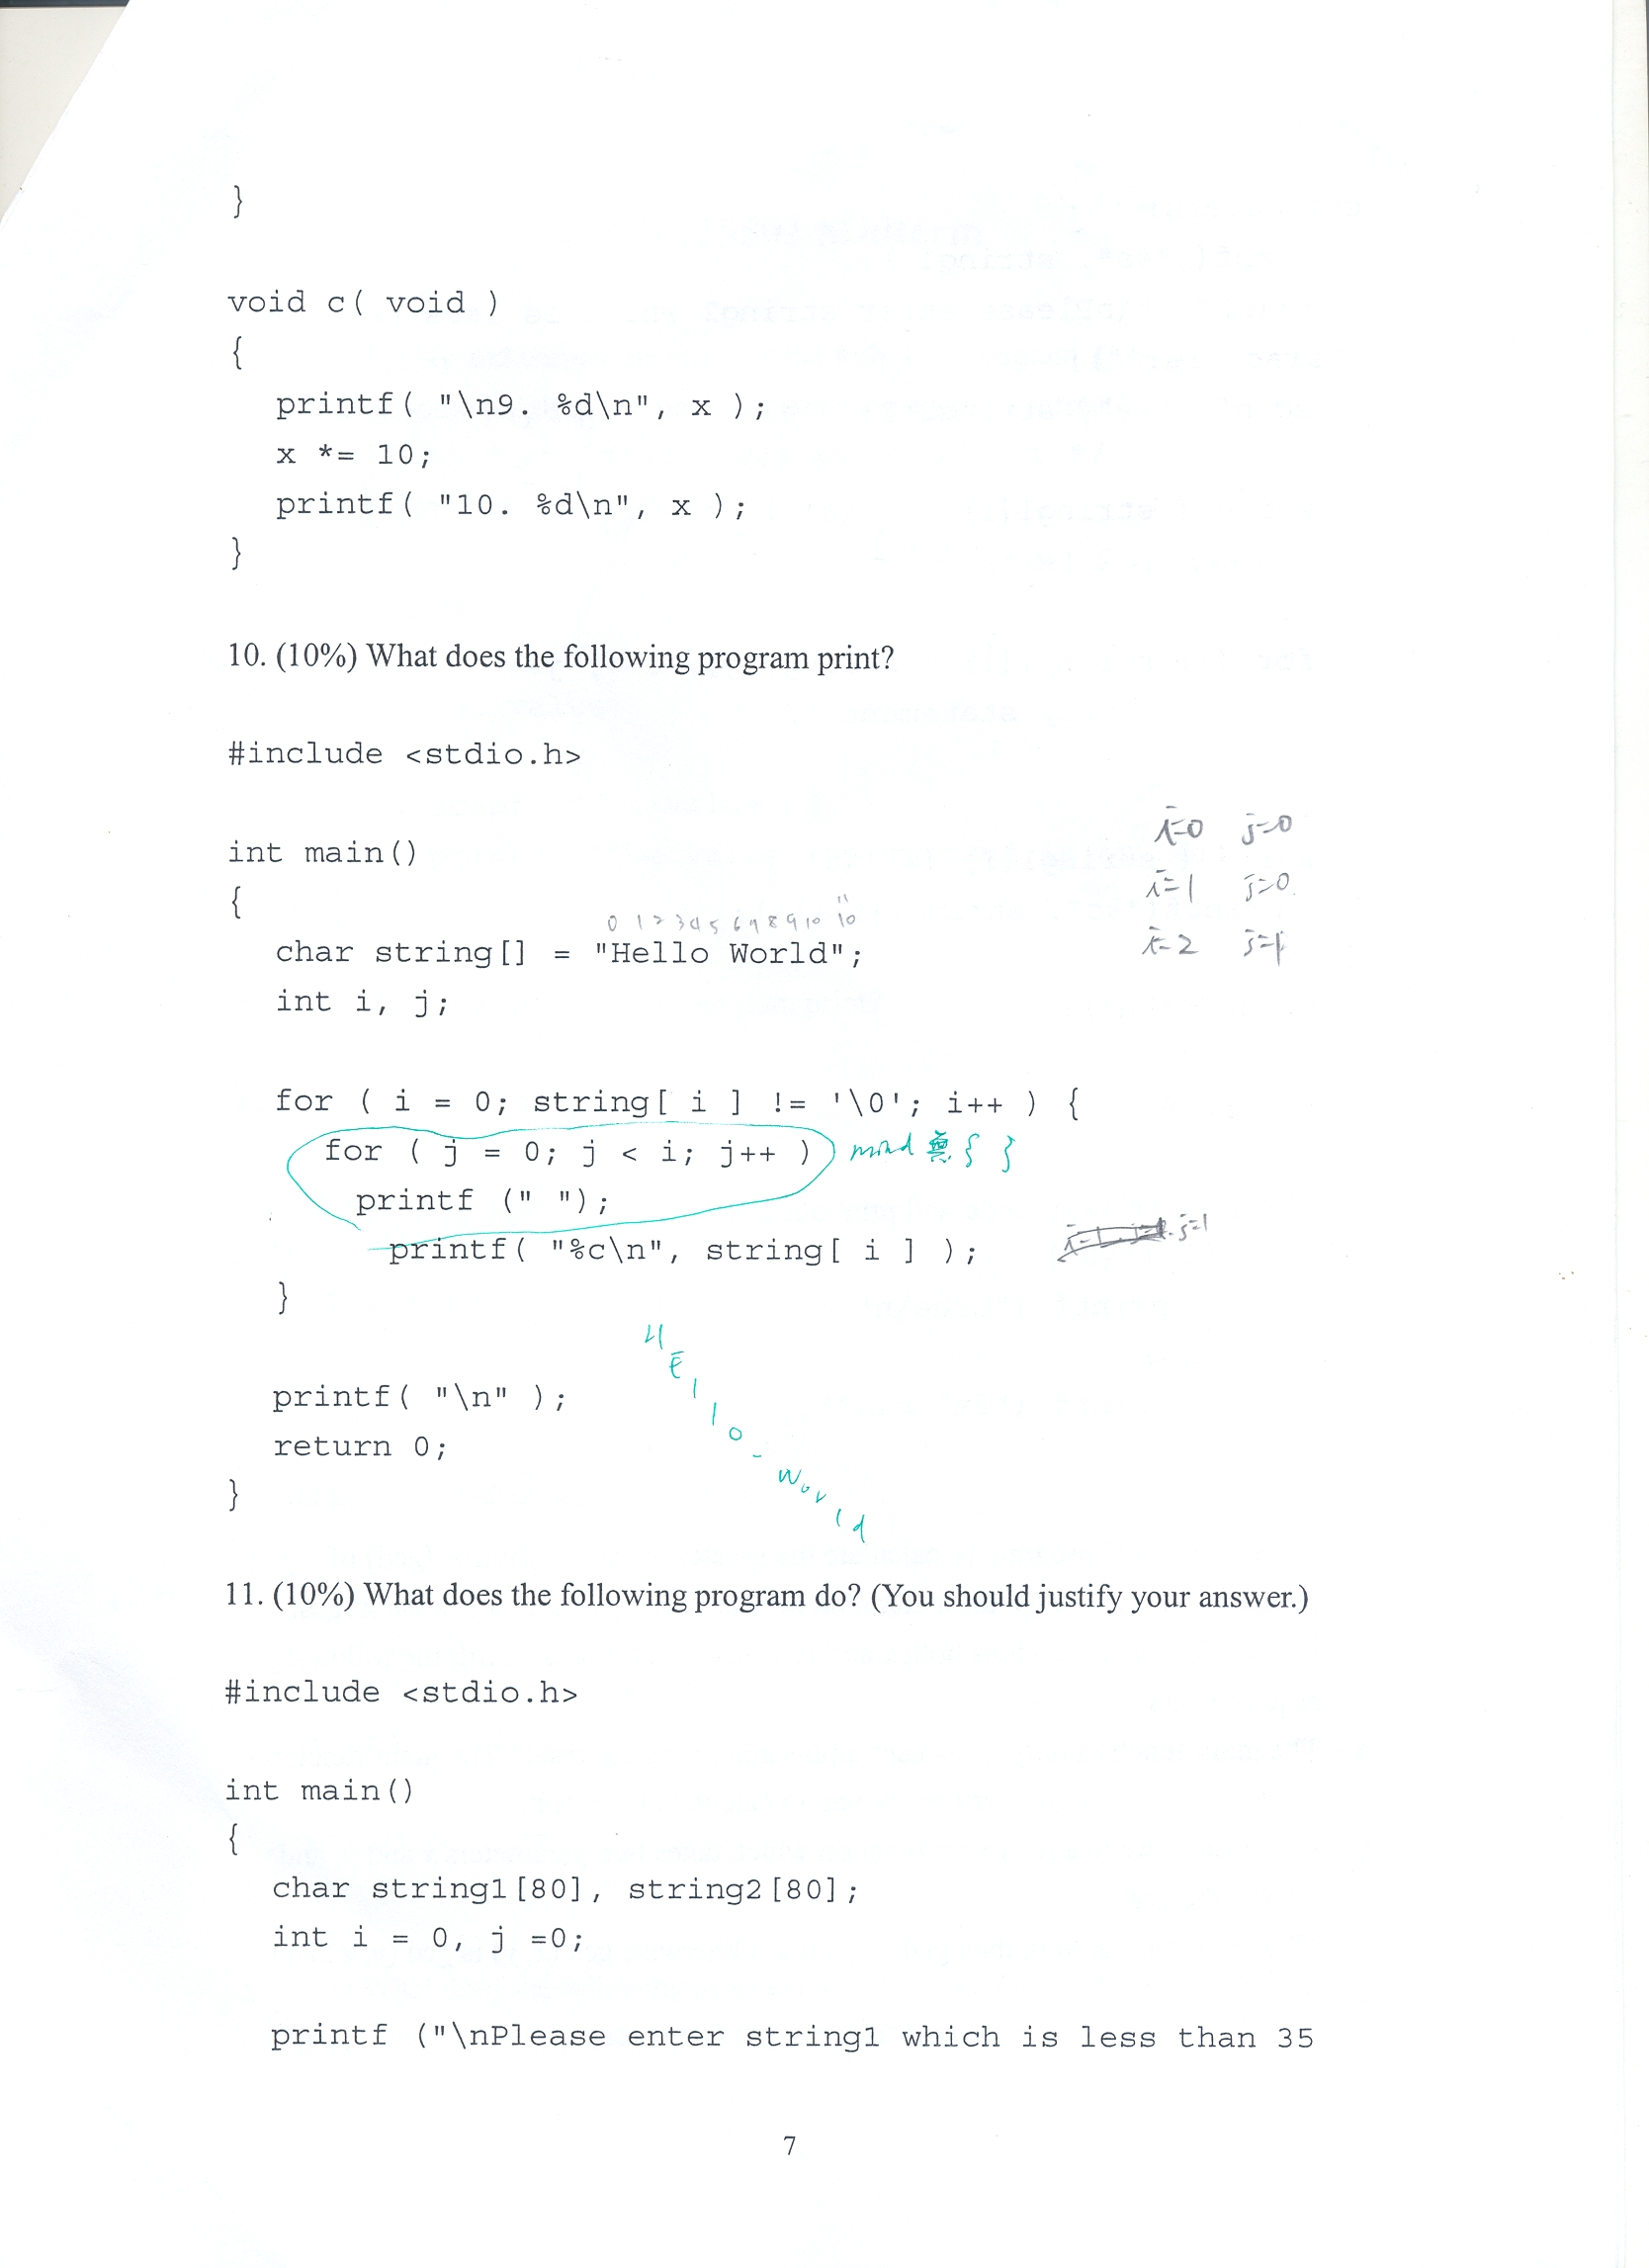 }
void c( void )
{
printf( "\n9. %d\n", x );
x *= 10;
printf( "10. %d\n", x );
}
10. (10%) What does the following program print?
#include <stdio.h>
i=0 j=0
int main()
i=1 j=0
{
0 1 2 3 4 5 6 7 8 9 10 10
11
char string[] = "Hello World";
i=2 j=1
int i, j;
for ( i = 0; string[ i ] != '\0'; i++ ) {
for ( j = 0; j < i; j++ ) mind 無 { }
printf (" ");
printf( "%c\n", string[ i ] ); j=1
}
H
E
l
l
o
-
W
o
r
l
d
printf( "\n" );
return 0;
}
11. (10%) What does the following program do? (You should justify your answer.)
#include <stdio.h>
int main()
{
char string1[80], string2[80];
int i = 0, j =0;
printf ("\nPlease enter string1 which is less than 35
7